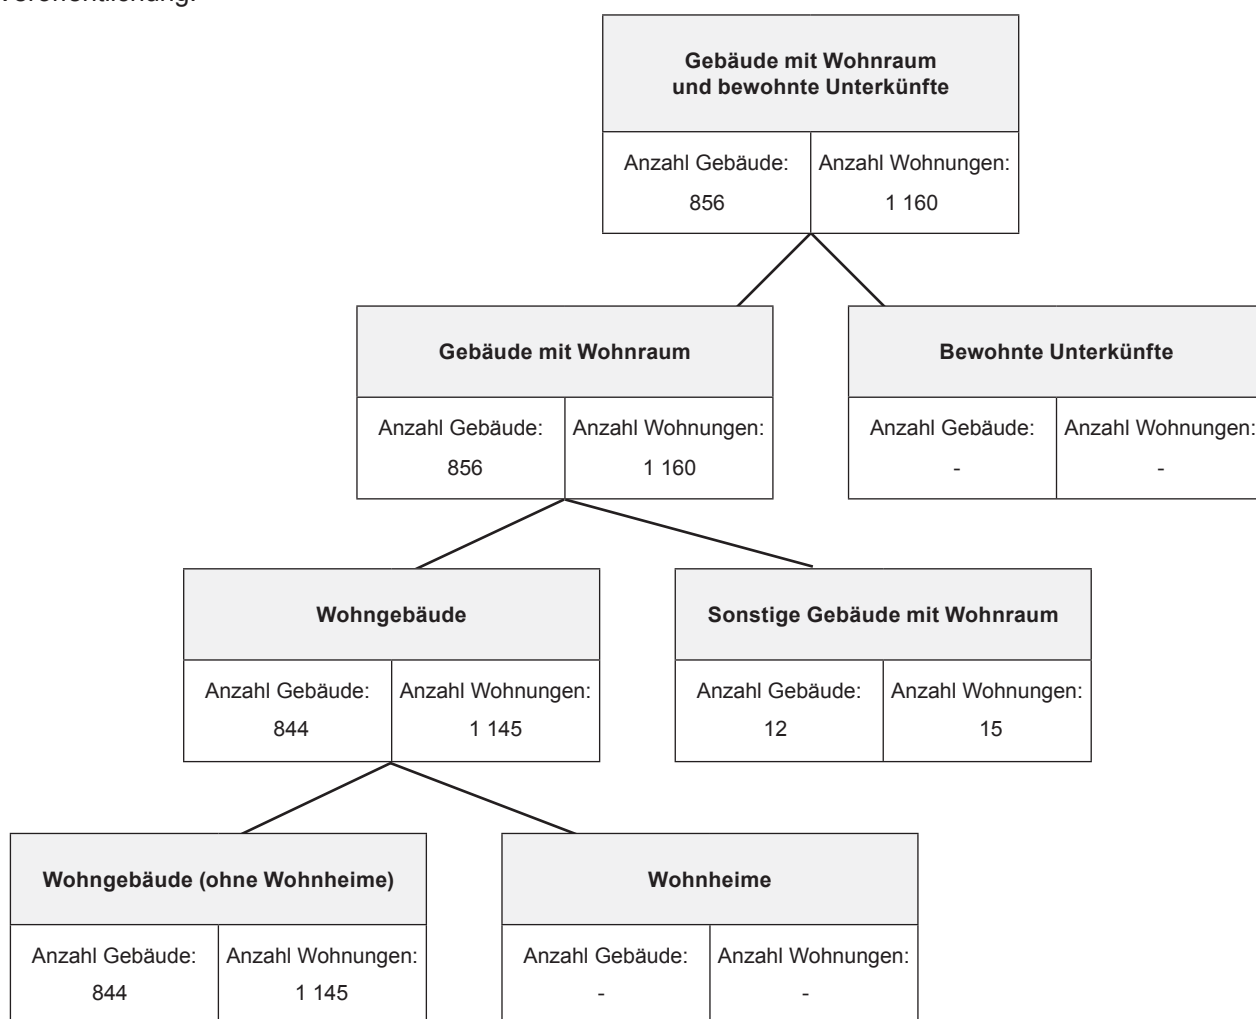 Veröffentlichung.
Gebäude mit Wohnraum
und bewohnte Unterkünfte
Anzahl Gebäude: Anzahl Wohnungen:
856 1 160
Gebäude mit Wohnraum Bewohnte Unterkünfte
Anzahl Gebäude: Anzahl Wohnungen: Anzahl Gebäude: Anzahl Wohnungen:
856 1 160 - -
Wohngebäude Sonstige Gebäude mit Wohnraum
Anzahl Gebäude: Anzahl Wohnungen: Anzahl Gebäude: Anzahl Wohnungen:
844 1 145 12 15
Wohngebäude (ohne Wohnheime) Wohnheime
Anzahl Gebäude: Anzahl Wohnungen: Anzahl Gebäude: Anzahl Wohnungen:
844 1 145 - -